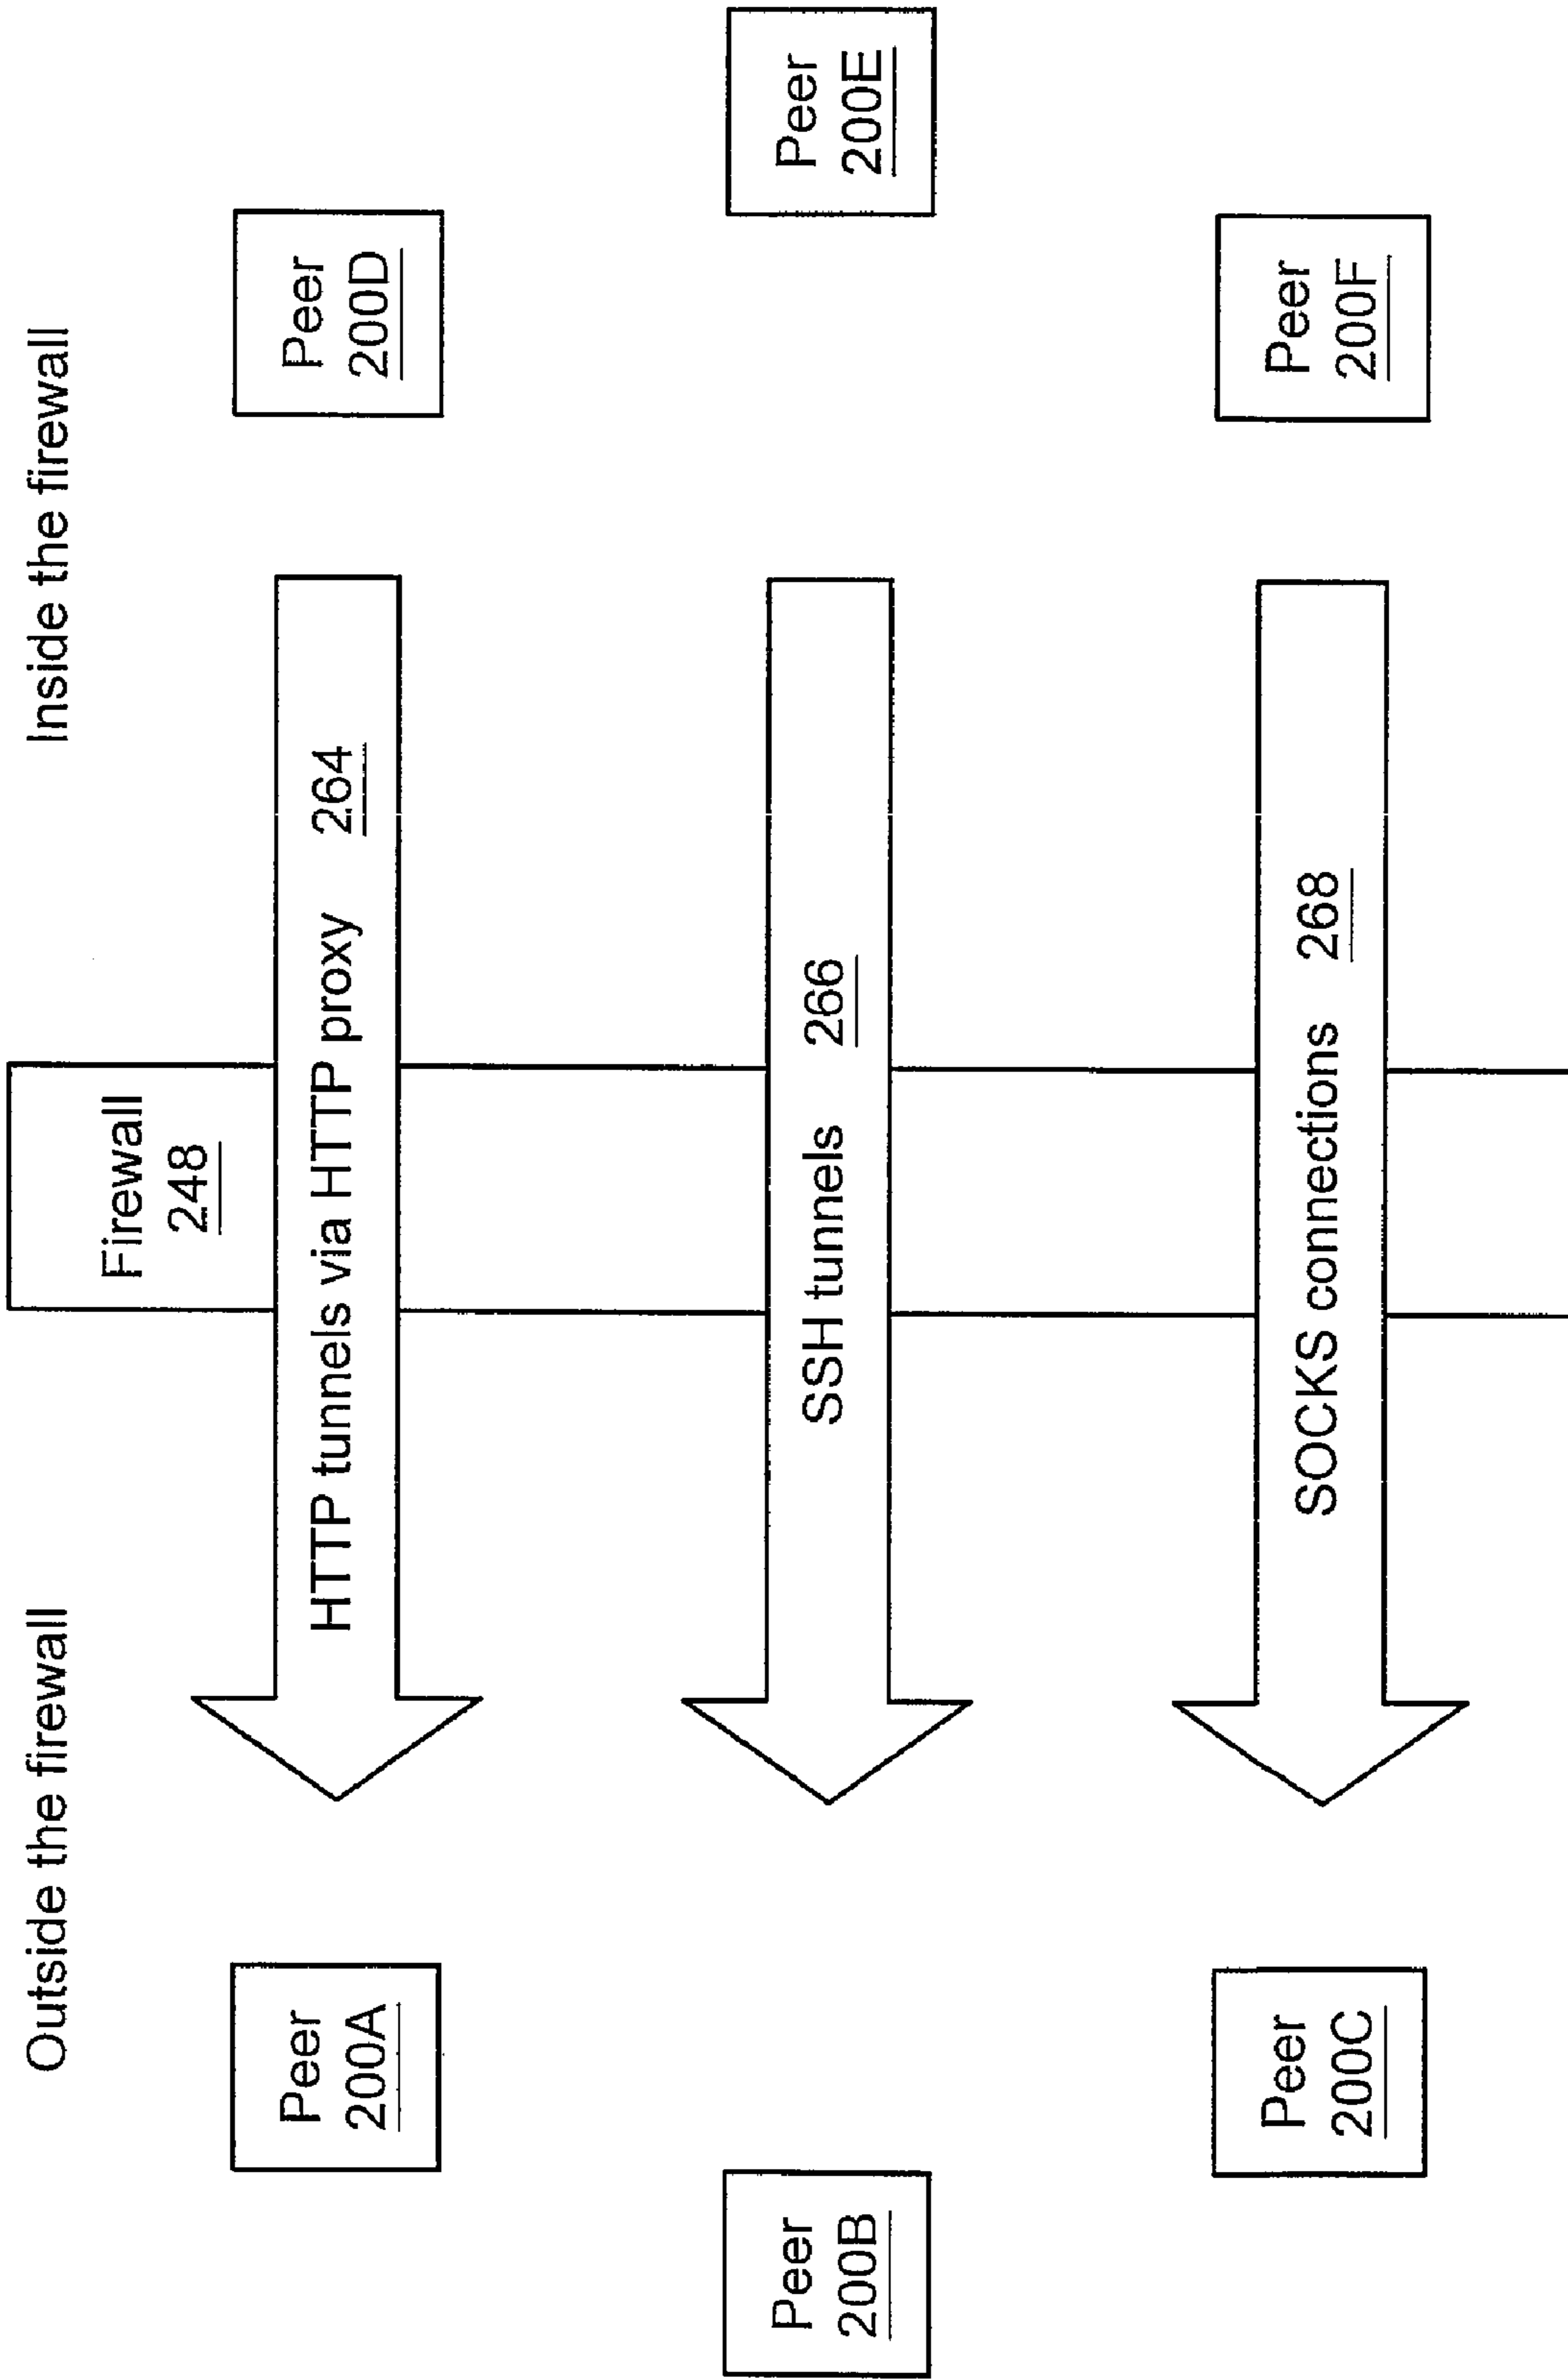 Outside the firewall
Inside the firewall
Firewall
248
Peer
200A
HTTP tunnels via HTTP proxy 264
Peer
200D
Peer
200B
SSH tunnels 266
Peer
200E
Peer
200C
SOCKS connections 268
Peer
200F